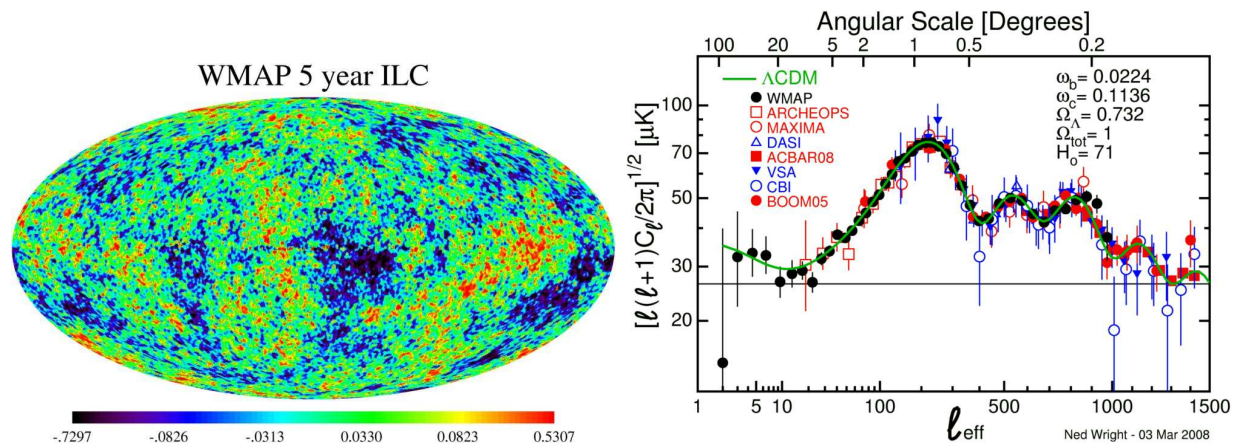 WMAP 5 year ILC
-.7297 -.0826 -.0313 0.0330 0.0823 0.5307
Angular Scale [Degrees]
100 20 5 2 1 0.5 0.2
ΛCDM
WMAP
ARCHEOPS
MAXIMA
DASI
ACBAR08
VSA
CBI
BOOM05
ω_b= 0.0224
ω_c= 0.1136
Ω_Λ= 0.732
Ω_tot= 1
H_o= 71
[ℓ(ℓ+1)C_ℓ/2π]^1/2 [μK]
100
70
50
40
30
20
1 5 10 100 500 1000 1500
ℓ_eff
Ned Wright - 03 Mar 2008